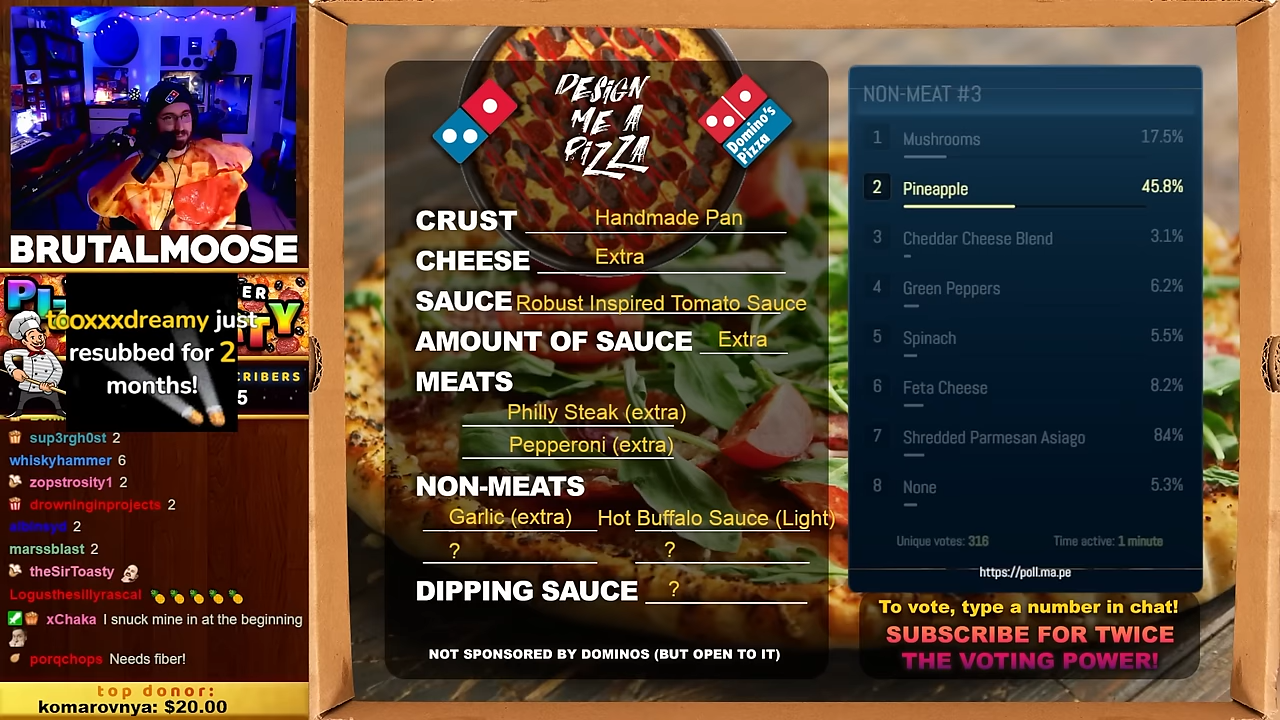 BRUTALMOOSE
tooxxxdreamy just
resubbed for 2
months!
CRIBERS
5
sup3rgh0st 2
whiskyhammer 6
zopstrosity1 2
drowninginprojects 2
2
marssblast 2
theSirToasty
Logusthesillyrascal
xChaka I snuck mine in at the beginning
porqchops Needs fiber!
top donor:
komarovnya: $20.00
DESIGN
ME A
PIZZA
Domino's
Pizza
CRUST Handmade Pan
CHEESE Extra
SAUCE Robust Inspired Tomato Sauce
AMOUNT OF SAUCE Extra
MEATS
Philly Steak (extra)
Pepperoni (extra)
NON-MEATS
Garlic (extra) Hot Buffalo Sauce (Light)
? ?
DIPPING SAUCE ?
NOT SPONSORED BY DOMINOS (BUT OPEN TO IT)
NON-MEAT #3
1 Mushrooms 17.5%
2 Pineapple 45.8%
3 Cheddar Cheese Blend 3.1%
4 Green Peppers 6.2%
5 Spinach 5.5%
6 Feta Cheese 8.2%
7 Shredded Parmesan Asiago 84%
8 None 5.3%
Unique votes: 316 Time active: 1 minute
https://poll.ma.pe
To vote, type a number in chat!
SUBSCRIBE FOR TWICE
THE VOTING POWER!